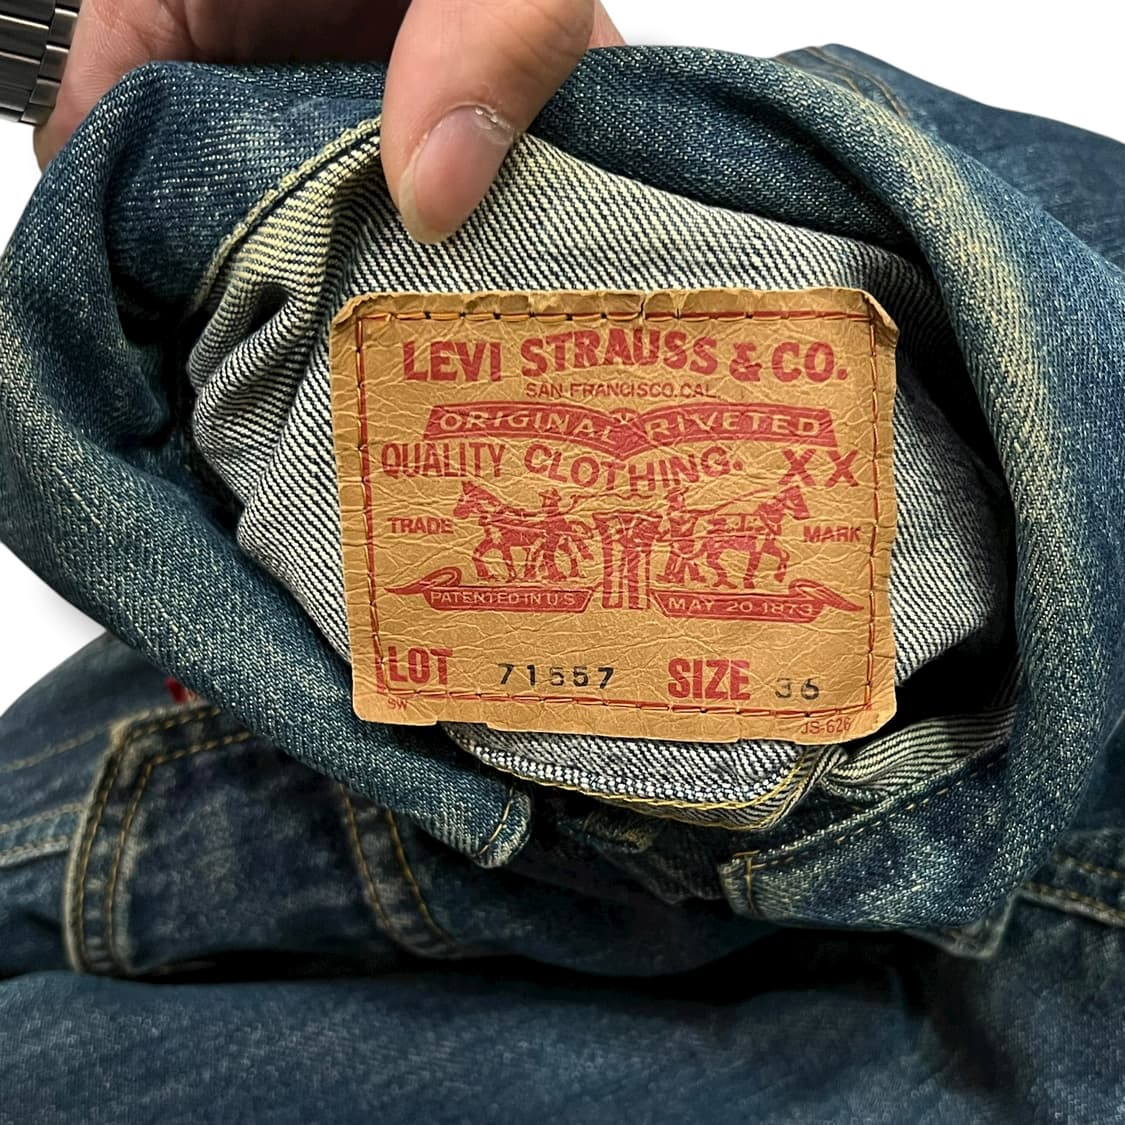 LEVI STRAUSS & CO.
SAN FRANCISCO, CAL.
ORIGINAL RIVETED
QUALITY CLOTHING. XX
TRADE MARK
PATENTED IN U.S. MAY 20 1873
LOT 71557 SIZE 36
SW JS-626